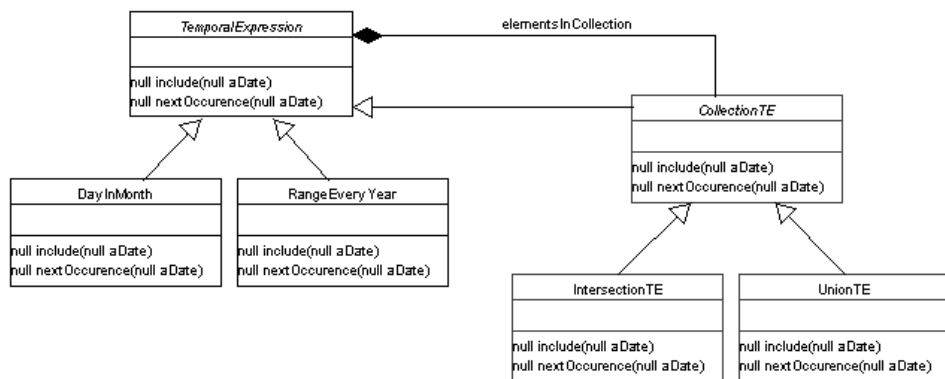 TemporalExpression
null include(null aDate)
null nextOccurence(null aDate)
elementsInCollection
CollectionTE
null include(null aDate)
null nextOccurence(null aDate)
DayInMonth
null include(null aDate)
null nextOccurence(null aDate)
RangeEveryYear
null include(null aDate)
null nextOccurence(null aDate)
IntersectionTE
null include(null aDate)
null nextOccurence(null aDate)
UnionTE
null include(null aDate)
null nextOccurence(null aDate)